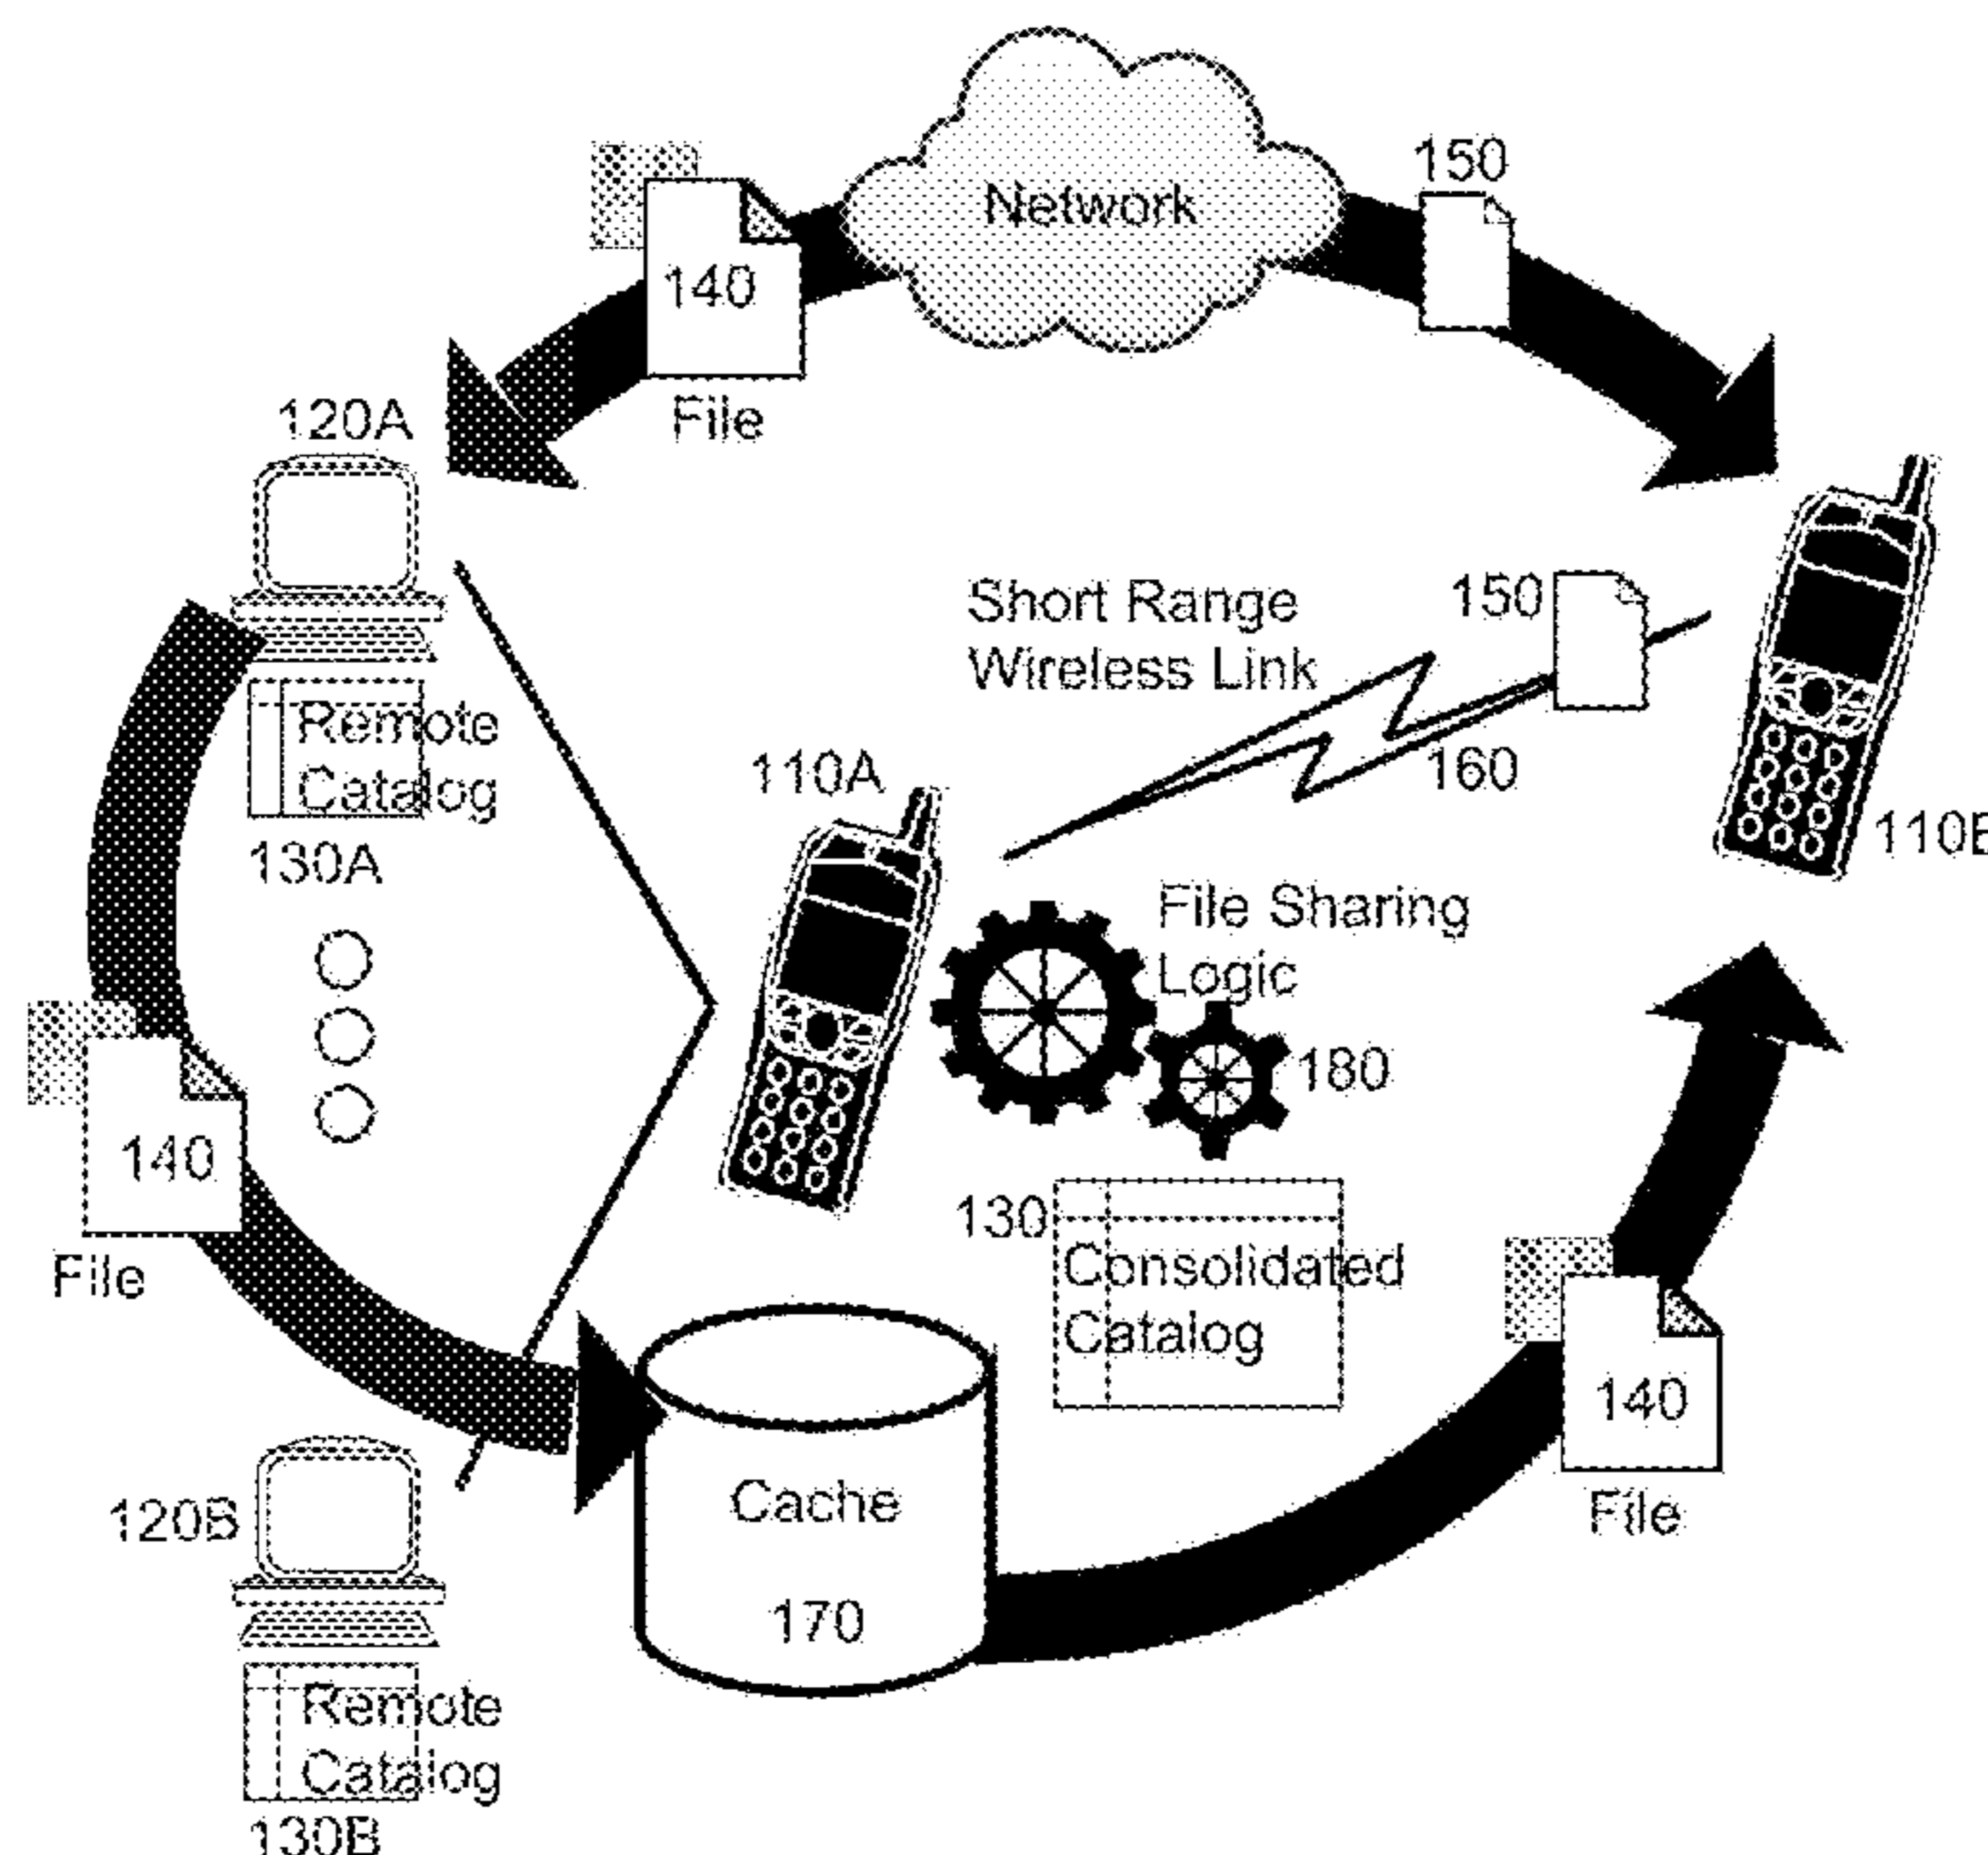 Network
150
140
File
120A
Short Range
Wireless Link
150
160
Remote
Catalog
130A
110A
110B
File Sharing
Logic
180
140
File
130
Consolidated
Catalog
140
File
Cache
170
120B
Remote
Catalog
130B